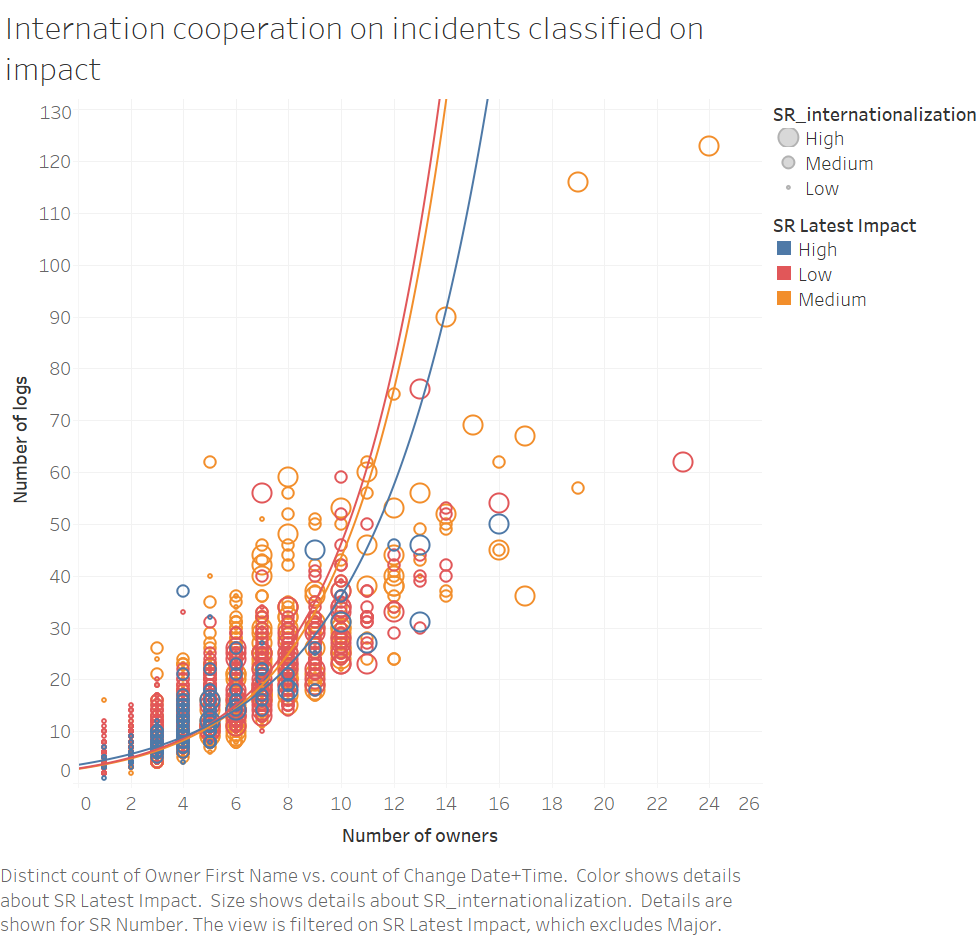 Internation cooperation on incidents classified on
impact
130
120
110
100
90
80
70
60
50
40
30
20
10
0
Number of logs
0 2 4 6 8 10 12 14 16 18 20 22 24 26
Number of owners
SR_internationalization
High
Medium
Low
SR Latest Impact
High
Low
Medium
Distinct count of Owner First Name vs. count of Change Date+Time. Color shows details
about SR Latest Impact. Size shows details about SR_internationalization. Details are
shown for SR Number. The view is filtered on SR Latest Impact, which excludes Major.